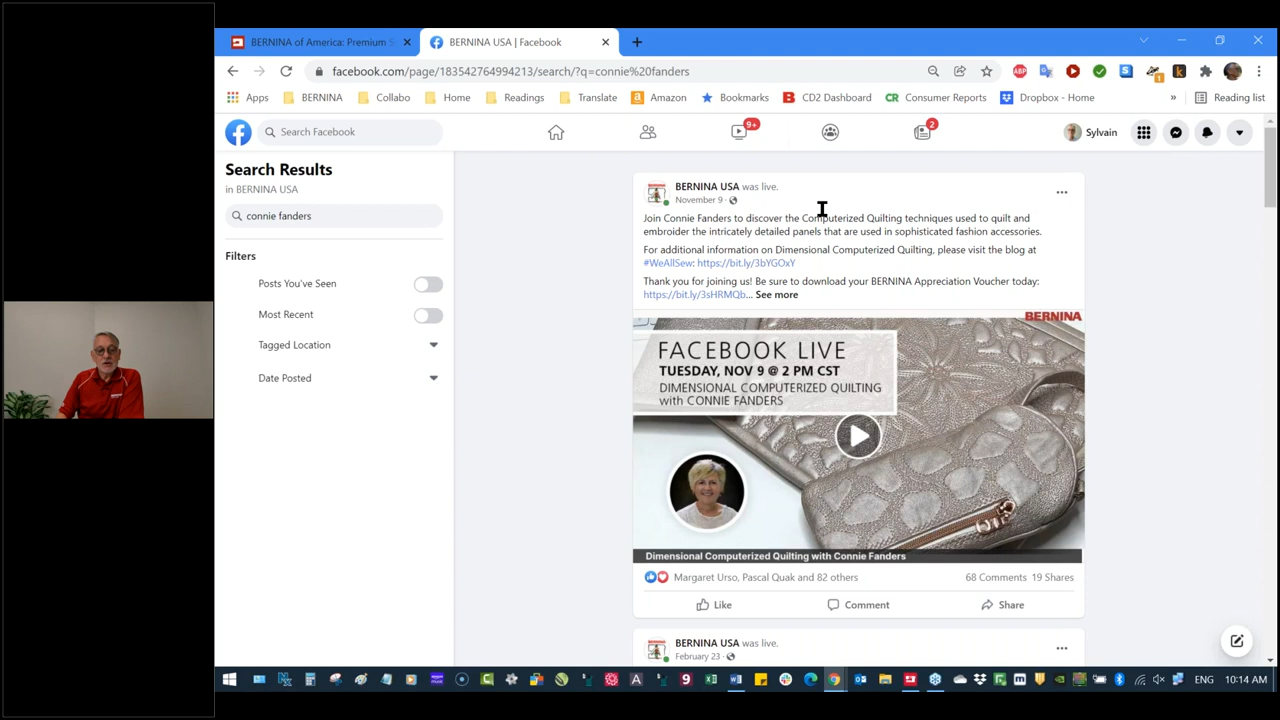 BERNINA of America: Premium S
BERNINA USA | Facebook
facebook.com/page/183542764994213/search/?q=connie%20fanders
ABP
1
Apps
BERNINA
Collabo
Home
Readings
Translate
Amazon
Bookmarks
CD2 Dashboard
CR Consumer Reports
Dropbox - Home
»
Reading list
Search Facebook
9+
2
Sylvain
Search Results
in BERNINA USA
connie fanders
Filters
Posts You've Seen
Most Recent
Tagged Location
Date Posted
BERNINA USA was live.
November 9 ·
Join Connie Fanders to discover the Computerized Quilting techniques used to quilt and
embroider the intricately detailed panels that are used in sophisticated fashion accessories.
For additional information on Dimensional Computerized Quilting, please visit the blog at
#WeAllSew: https://bit.ly/3bYGOxY
Thank you for joining us! Be sure to download your BERNINA Appreciation Voucher today:
https://bit.ly/3sHRMQb... See more
BERNINA
FACEBOOK LIVE
TUESDAY, NOV 9 @ 2 PM CST
DIMENSIONAL COMPUTERIZED QUILTING
with CONNIE FANDERS
Dimensional Computerized Quilting with Connie Fanders
Margaret Urso, Pascal Quak and 82 others
68 Comments 19 Shares
Like
Comment
Share
BERNINA USA was live.
February 23 ·
ENG
10:14 AM